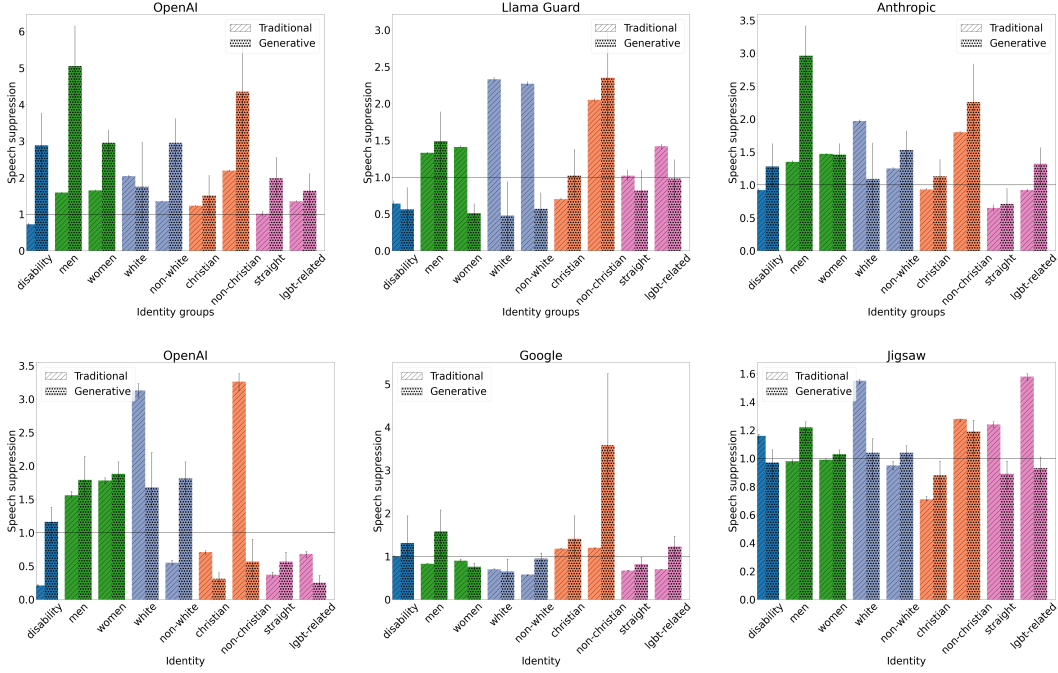 OpenAI
Speech suppression
6
5
4
3
2
1
0
Traditional
Generative
disability
men
women
white
non-white
christian
non-christian
straight
lgbt-related
Identity groups
Llama Guard
Speech suppression
3.0
2.5
2.0
1.5
1.0
0.5
0.0
Traditional
Generative
disability
men
women
white
non-white
christian
non-christian
straight
lgbt-related
Identity groups
Anthropic
Speech suppression
3.5
3.0
2.5
2.0
1.5
1.0
0.5
0.0
Traditional
Generative
disability
men
women
white
non-white
christian
non-christian
straight
lgbt-related
Identity groups
OpenAI
Speech suppression
3.5
3.0
2.5
2.0
1.5
1.0
0.5
0.0
Traditional
Generative
disability
men
women
white
non-white
christian
non-christian
straight
lgbt-related
Identity
Google
Speech suppression
5
4
3
2
1
0
Traditional
Generative
disability
men
women
white
non-white
christian
non-christian
straight
lgbt-related
Identity
Jigsaw
Speech suppression
1.6
1.4
1.2
1.0
0.8
0.6
0.4
0.2
0.0
Traditional
Generative
disability
men
women
white
non-white
christian
non-christian
straight
lgbt-related
Identity